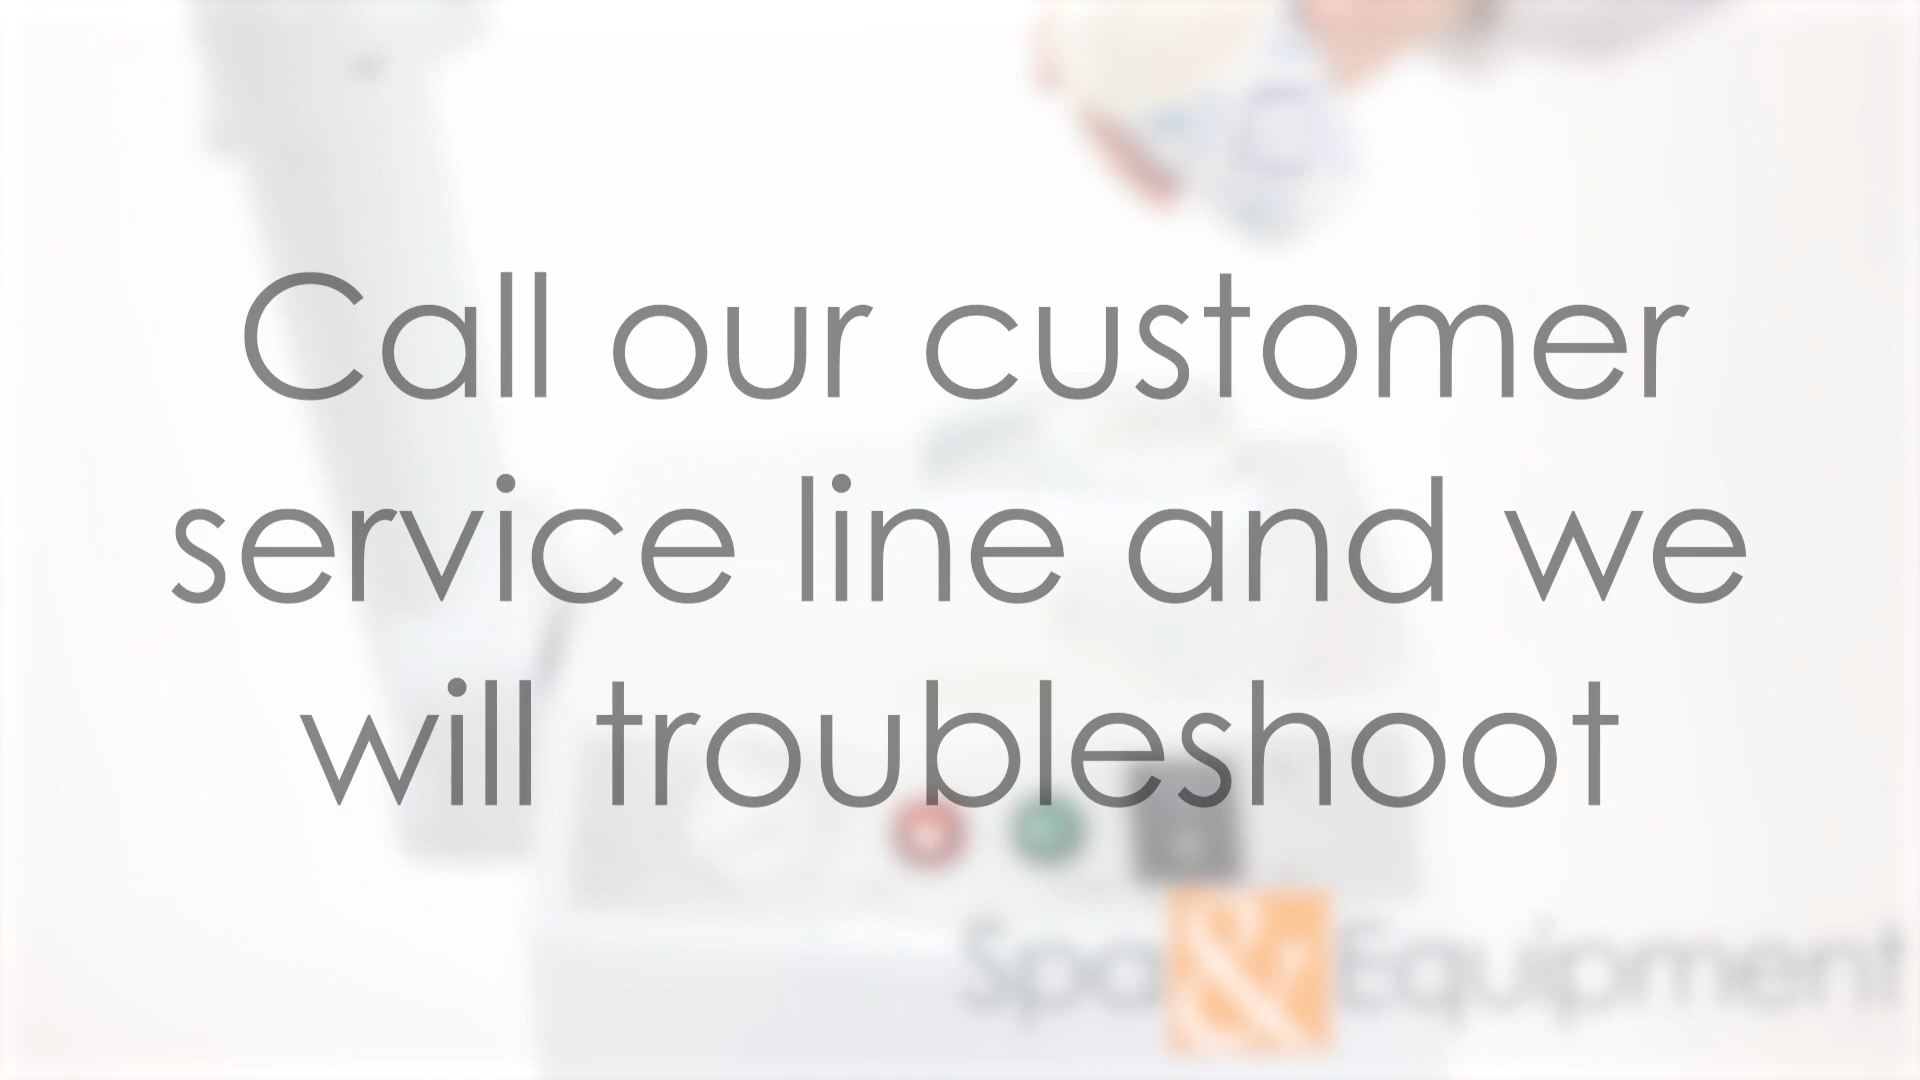 Call our customer
service line and we
will troubleshoot
Spa & Equipment